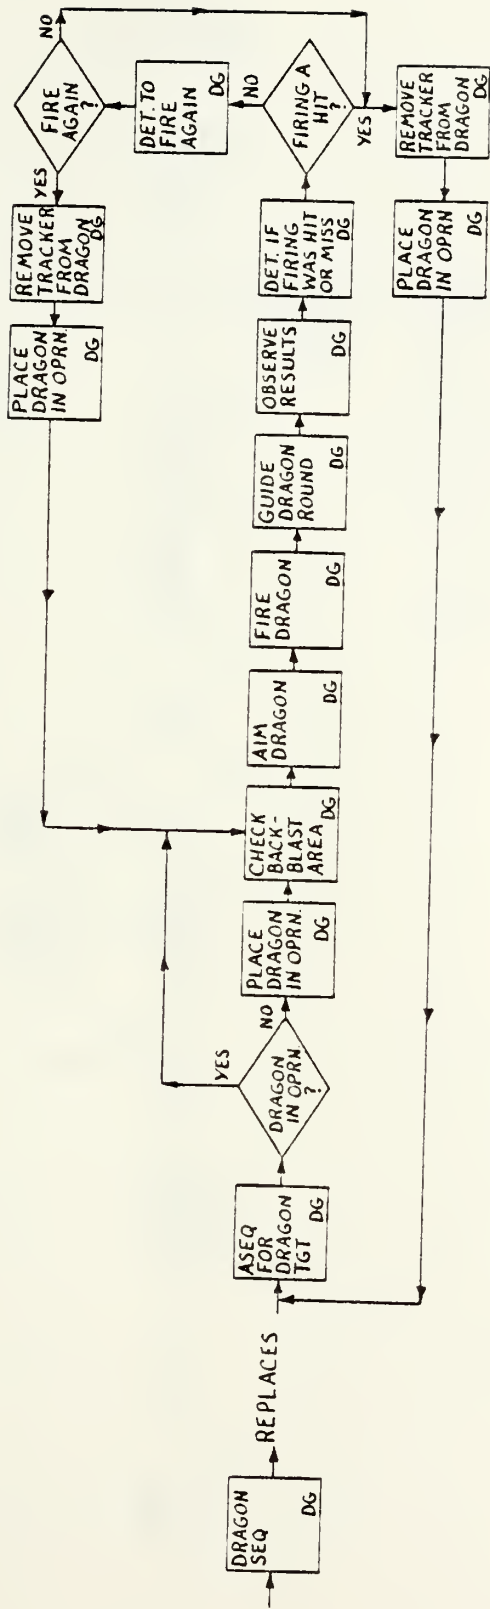 DRAGON
SEQ
DG
REPLACES
ASEQ
FOR
DRAGON
TGT
DG
DRAGON
IN OPRN.
?
YES
NO
PLACE
DRAGON
IN OPRN.
DG
CHECK
BACK-
BLAST
AREA
DG
AIM
DRAGON
DG
FIRE
DRAGON
DG
GUIDE
DRAGON
ROUND
DG
OBSERVE
RESULTS
DG
DET. IF
FIRING
WAS HIT
OR MISS
DG
FIRING A
HIT
?
NO
YES
DET. TO
FIRE
AGAIN
DG
FIRE
AGAIN
?
NO
YES
REMOVE
TRACKER
FROM
DRAGON
DG
PLACE
DRAGON
IN OPRN.
DG
REMOVE
TRACKER
FROM
DRAGON
DG
PLACE
DRAGON
IN OPRN
DG